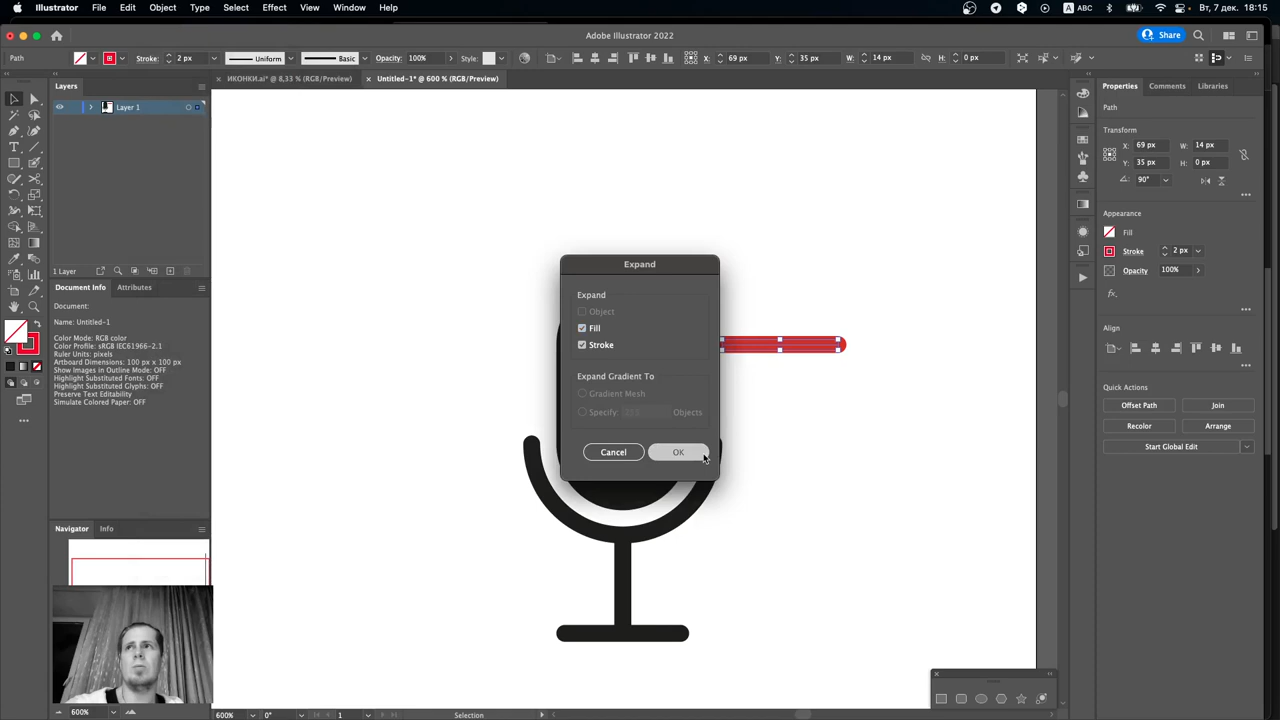 Illustrator File Edit Object Type Select Effect View Window Help ABC Вт, 7 дек. 18:15
Adobe Illustrator 2022 Share
Path Stroke: 2 px Uniform Basic Opacity: 100% Style: X: 69 px Y: 35 px W: 14 px H: 0 px
Layers
ИКОНКИ.ai* @ 8,33 % (RGB/Preview) Untitled-1* @ 600 % (RGB/Preview)
Layer 1
1 Layer
Document Info Attributes
Document:
Name: Untitled-1
Color Mode: RGB color
Color Profile: sRGB IEC61966-2.1
Ruler Units: pixels
Artboard Dimensions: 100 px x 100 px
Show Images in Outline Mode: OFF
Highlight Substituted Fonts: OFF
Highlight Substituted Glyphs: OFF
Preserve Text Editability
Simulate Colored Paper: OFF
Navigator Info
600%
Expand
Expand
Object
Fill
Stroke
Expand Gradient To
Gradient Mesh
Specify: Objects
Cancel OK
600% 0° 1 Selection
Properties Comments Libraries
Path
Transform
X: 69 px W: 14 px
Y: 35 px H: 0 px
90°
Appearance
Fill
Stroke 2 px
Opacity 100%
fx.
Align
Quick Actions
Offset Path Join
Recolor Arrange
Start Global Edit